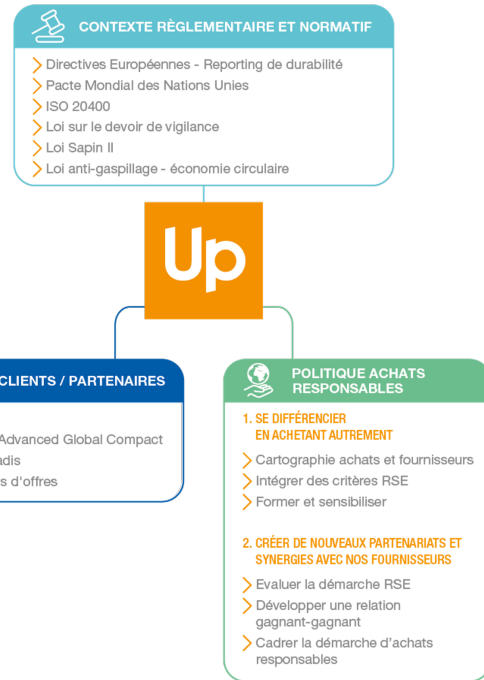 CONTEXTE RÈGLEMENTAIRE ET NORMATIF
Directives Européennes - Reporting de durabilité
Pacte Mondial des Nations Unies
ISO 20400
Loi sur le devoir de vigilance
Loi Sapin II
Loi anti-gaspillage - économie circulaire
Up
CLIENTS / PARTENAIRES
Advanced Global Compact
d'offres
POLITIQUE ACHATS
RESPONSABLES
1. SE DIFFÉRENCIER
EN ACHETANT AUTREMENT
Cartographie achats et fournisseurs
Intégrer des critères RSE
Former et sensibiliser
2. CRÉER DE NOUVEAUX PARTENARIATS ET
SYNERGIES AVEC NOS FOURNISSEURS
Evaluer la démarche RSE
Développer une relation
gagnant-gagnant
Cadrer la démarche d'achats
responsables